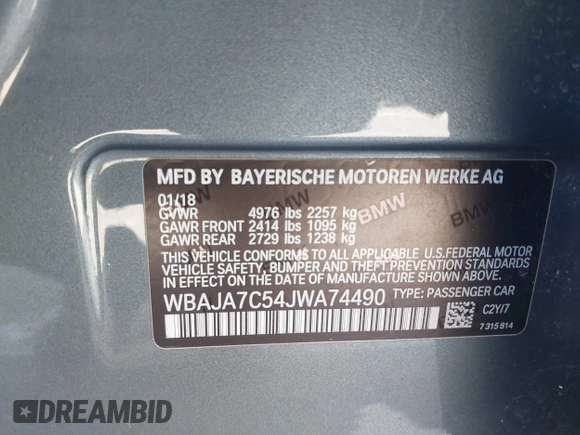 MFD BY BAYERISCHE MOTOREN WERKE AG
01/18
GVWR 4976 lbs 2257 kg
GAWR FRONT 2414 lbs 1095 kg
GAWR REAR 2729 lbs 1238 kg
THIS VEHICLE CONFORMS TO ALL APPLICABLE U.S.FEDERAL MOTOR
VEHICLE SAFETY, BUMPER, AND THEFT PREVENTION STANDARDS IN
EFFECT ON THE DATE OF MANUFACTURE SHOWN ABOVE.
WBAJA7C54JWA74490 TYPE: PASSENGER CAR
C2Y/7
7 315 814
BMW
BMW
BMW
DREAMBID